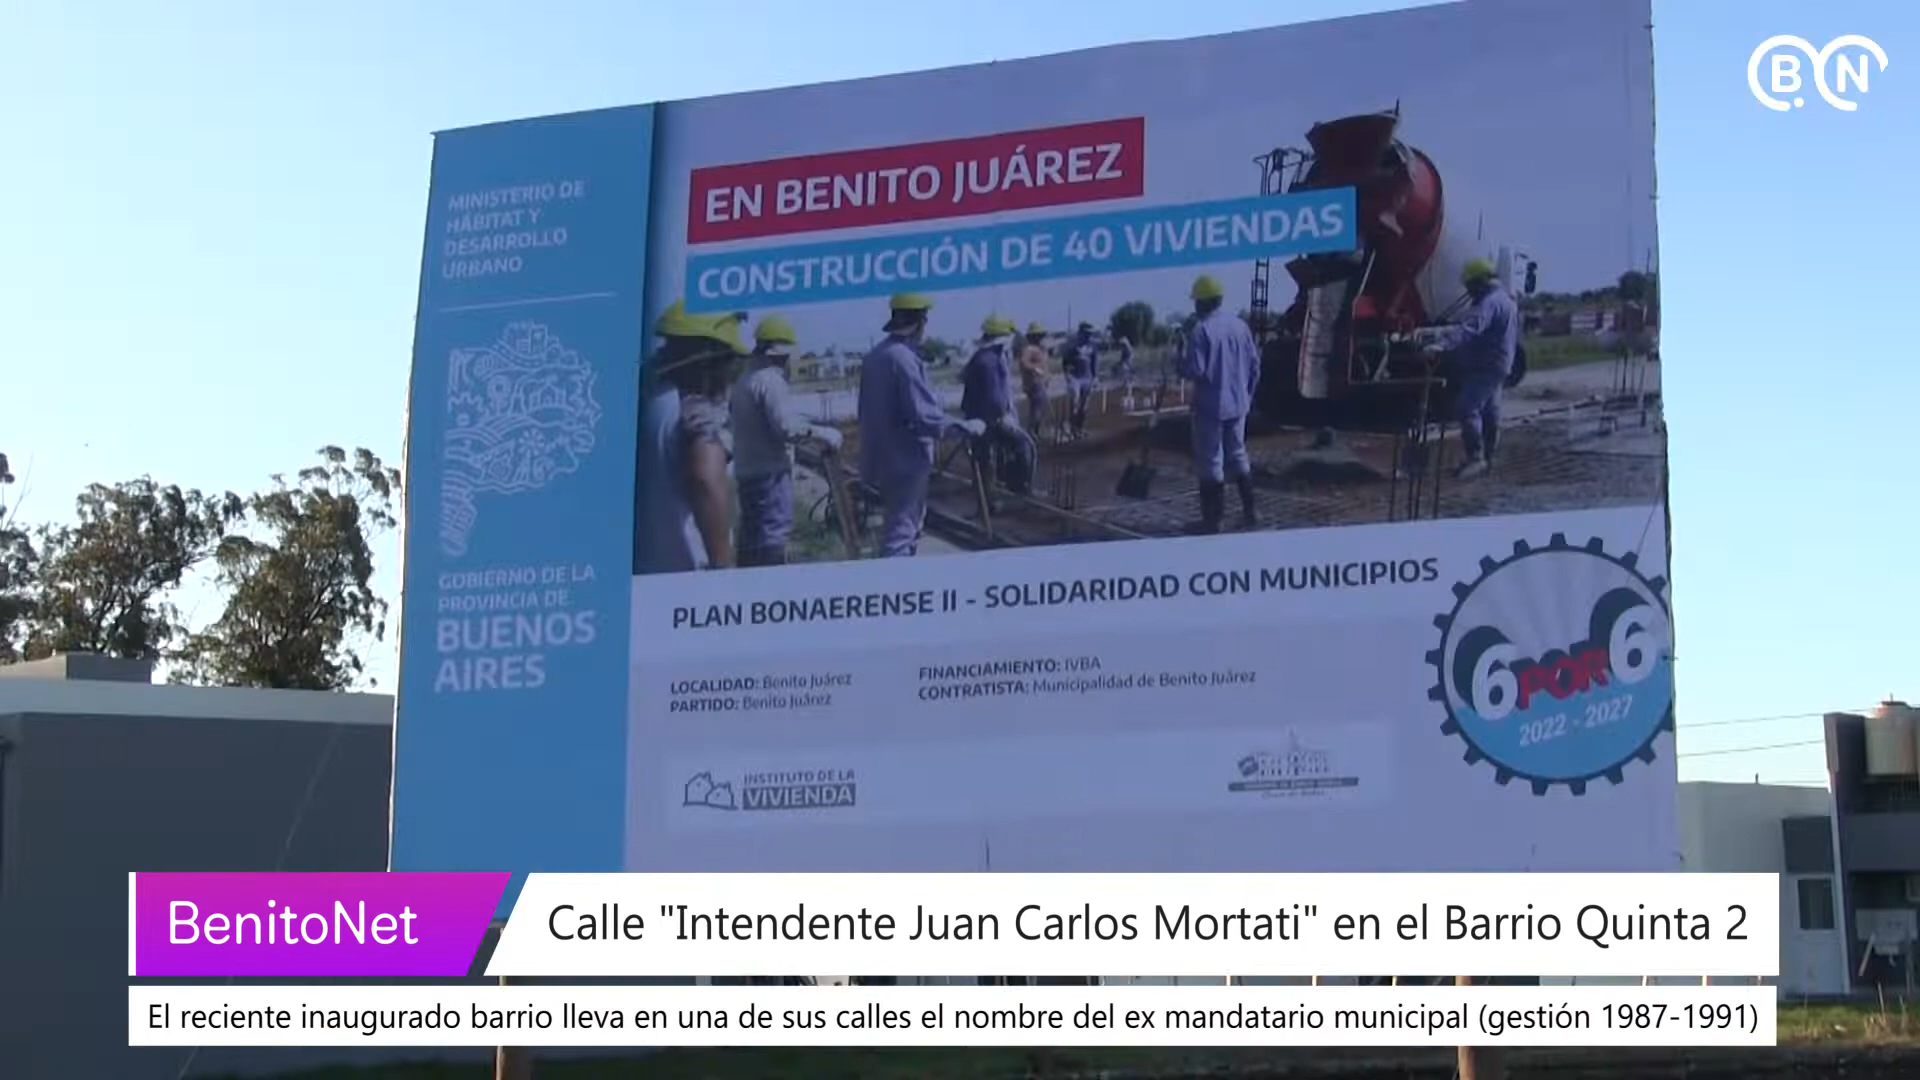 B.N
MINISTERIO DE
HÁBITAT Y
DESARROLLO
URBANO
GOBIERNO DE LA
PROVINCIA DE
BUENOS
AIRES
EN BENITO JUÁREZ
CONSTRUCCIÓN DE 40 VIVIENDAS
PLAN BONAERENSE II - SOLIDARIDAD CON MUNICIPIOS
LOCALIDAD: Benito Juárez
PARTIDO: Benito Juárez
FINANCIAMIENTO: IVBA
CONTRATISTA: Municipalidad de Benito Juárez
6 POR 6
2022 - 2027
INSTITUTO DE LA
VIVIENDA
BenitoNet
Calle "Intendente Juan Carlos Mortati" en el Barrio Quinta 2
El reciente inaugurado barrio lleva en una de sus calles el nombre del ex mandatario municipal (gestión 1987-1991)